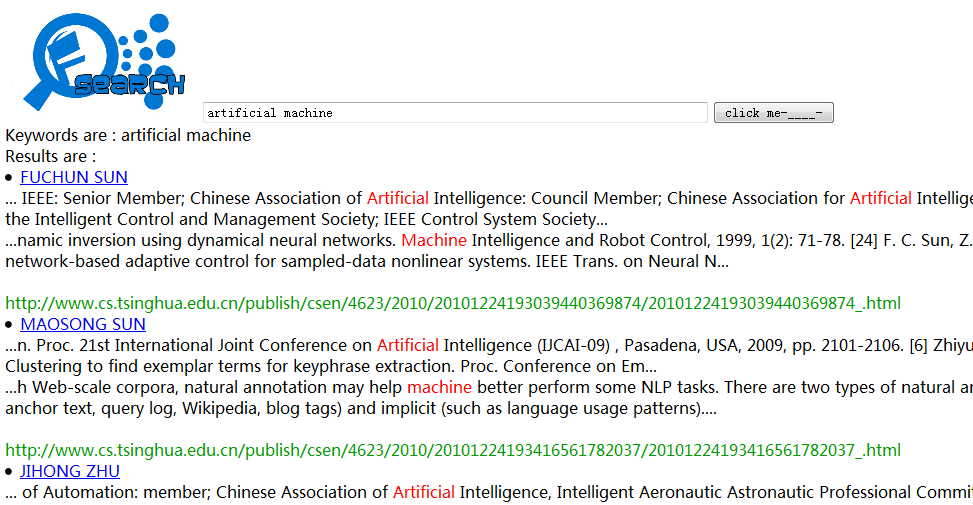 F
SEARCH
artificial machine
click me-____-
Keywords are : artificial machine
Results are :
• FUCHUN SUN
... IEEE: Senior Member; Chinese Association of Artificial Intelligence: Council Member; Chinese Association for Artificial Intellige
the Intelligent Control and Management Society; IEEE Control System Society...
...namic inversion using dynamical neural networks. Machine Intelligence and Robot Control, 1999, 1(2): 71-78. [24] F. C. Sun, Z.
network-based adaptive control for sampled-data nonlinear systems. IEEE Trans. on Neural N...
http://www.cs.tsinghua.edu.cn/publish/csen/4623/2010/20101224193039440369874/20101224193039440369874_.html
• MAOSONG SUN
...n. Proc. 21st International Joint Conference on Artificial Intelligence (IJCAI-09) , Pasadena, USA, 2009, pp. 2101-2106. [6] Zhiyu
Clustering to find exemplar terms for keyphrase extraction. Proc. Conference on Em...
...h Web-scale corpora, natural annotation may help machine better perform some NLP tasks. There are two types of natural an
anchor text, query log, Wikipedia, blog tags) and implicit (such as language usage patterns)....
http://www.cs.tsinghua.edu.cn/publish/csen/4623/2010/20101224193416561782037/20101224193416561782037_.html
• JIHONG ZHU
... of Automation: member; Chinese Association of Artificial Intelligence, Intelligent Aeronautic Astronautic Professional Commit